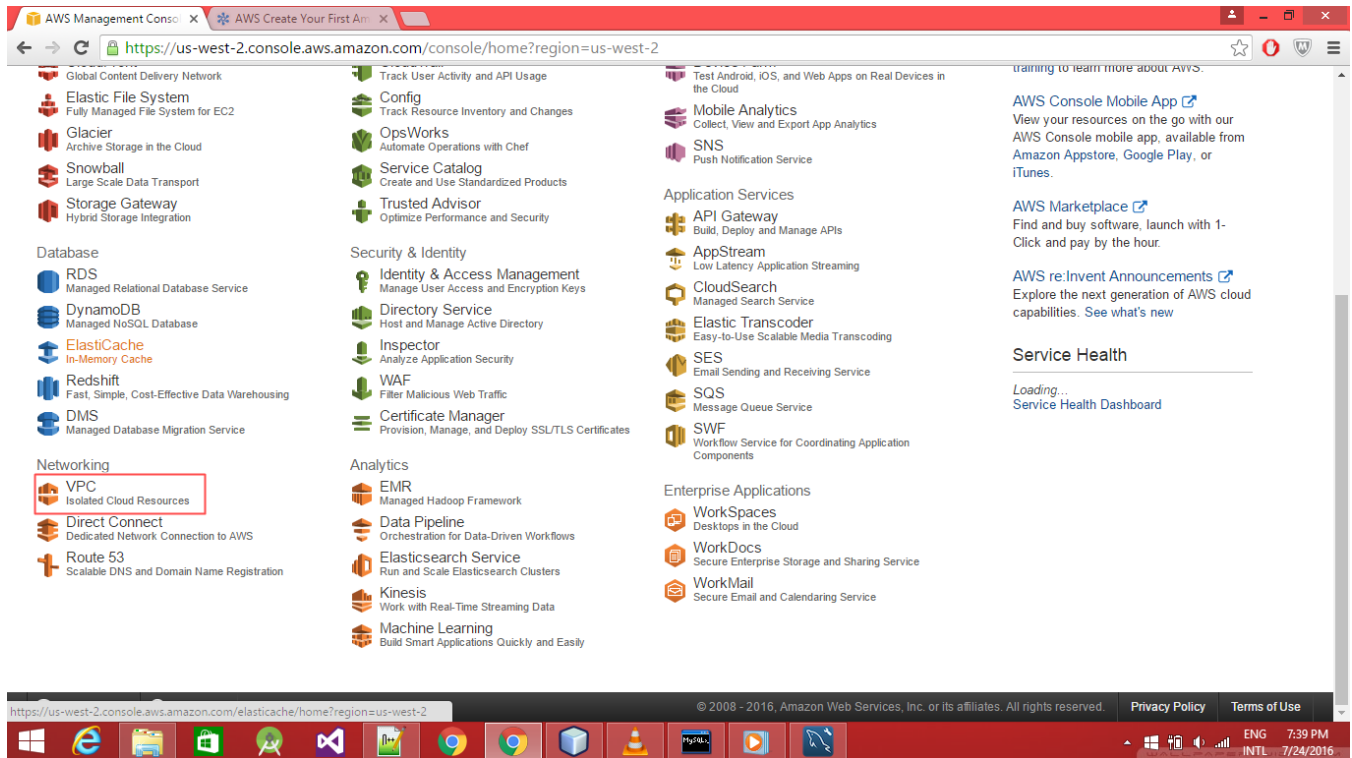 AWS Management Conso
AWS Create Your First Am
https://us-west-2.console.aws.amazon.com/console/home?region=us-west-2
Global Content Delivery Network
Elastic File System
Fully Managed File System for EC2
Glacier
Archive Storage in the Cloud
Snowball
Large Scale Data Transport
Storage Gateway
Hybrid Storage Integration
Database
RDS
Managed Relational Database Service
DynamoDB
Managed NoSQL Database
ElastiCache
In-Memory Cache
Redshift
Fast, Simple, Cost-Effective Data Warehousing
DMS
Managed Database Migration Service
Networking
VPC
Isolated Cloud Resources
Direct Connect
Dedicated Network Connection to AWS
Route 53
Scalable DNS and Domain Name Registration
Track User Activity and API Usage
Config
Track Resource Inventory and Changes
OpsWorks
Automate Operations with Chef
Service Catalog
Create and Use Standardized Products
Trusted Advisor
Optimize Performance and Security
Security & Identity
Identity & Access Management
Manage User Access and Encryption Keys
Directory Service
Host and Manage Active Directory
Inspector
Analyze Application Security
WAF
Filter Malicious Web Traffic
Certificate Manager
Provision, Manage, and Deploy SSL/TLS Certificates
Analytics
EMR
Managed Hadoop Framework
Data Pipeline
Orchestration for Data-Driven Workflows
Elasticsearch Service
Run and Scale Elasticsearch Clusters
Kinesis
Work with Real-Time Streaming Data
Machine Learning
Build Smart Applications Quickly and Easily
Test Android, iOS, and Web Apps on Real Devices in
the Cloud
Mobile Analytics
Collect, View and Export App Analytics
SNS
Push Notification Service
Application Services
API Gateway
Build, Deploy and Manage APIs
AppStream
Low Latency Application Streaming
CloudSearch
Managed Search Service
Elastic Transcoder
Easy-to-Use Scalable Media Transcoding
SES
Email Sending and Receiving Service
SQS
Message Queue Service
SWF
Workflow Service for Coordinating Application
Components
Enterprise Applications
WorkSpaces
Desktops in the Cloud
WorkDocs
Secure Enterprise Storage and Sharing Service
WorkMail
Secure Email and Calendaring Service
training to learn more about AWS.
AWS Console Mobile App
View your resources on the go with our
AWS Console mobile app, available from
Amazon Appstore, Google Play, or
iTunes.
AWS Marketplace
Find and buy software, launch with 1-
Click and pay by the hour.
AWS re:Invent Announcements
Explore the next generation of AWS cloud
capabilities. See what's new
Service Health
Loading...
Service Health Dashboard
https://us-west-2.console.aws.amazon.com/elasticache/home?region=us-west-2
© 2008 - 2016, Amazon Web Services, Inc. or its affiliates. All rights reserved.
Privacy Policy
Terms of Use
ENG
INTL
7:39 PM
7/24/2016